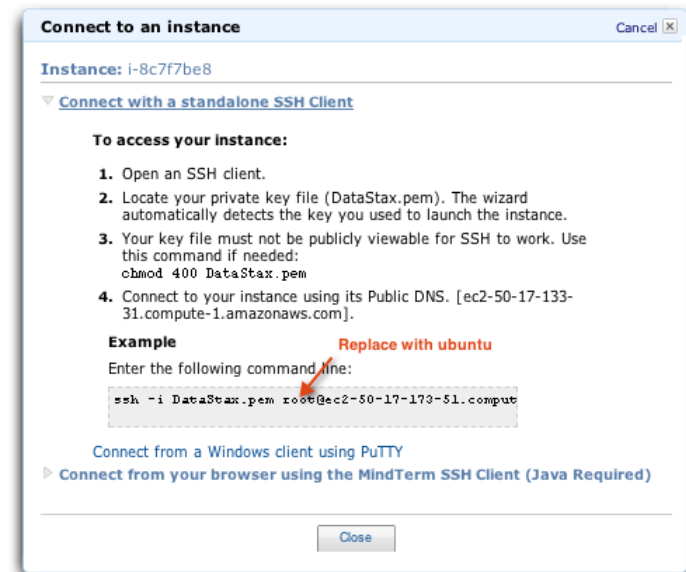 Connect to an instance
Cancel
Instance: i-8c7f7be8
Connect with a standalone SSH Client
To access your instance:
1. Open an SSH client.
2. Locate your private key file (DataStax.pem). The wizard
automatically detects the key you used to launch the instance.
3. Your key file must not be publicly viewable for SSH to work. Use
this command if needed:
chmod 400 DataStax.pem
4. Connect to your instance using its Public DNS. [ec2-50-17-133-
31.compute-1.amazonaws.com].
Example
Replace with ubuntu
Enter the following command line:
ssh -i DataStax.pem root@ec2-50-17-173-51.comput
Connect from a Windows client using PuTTY
Connect from your browser using the MindTerm SSH Client (Java Required)
Close